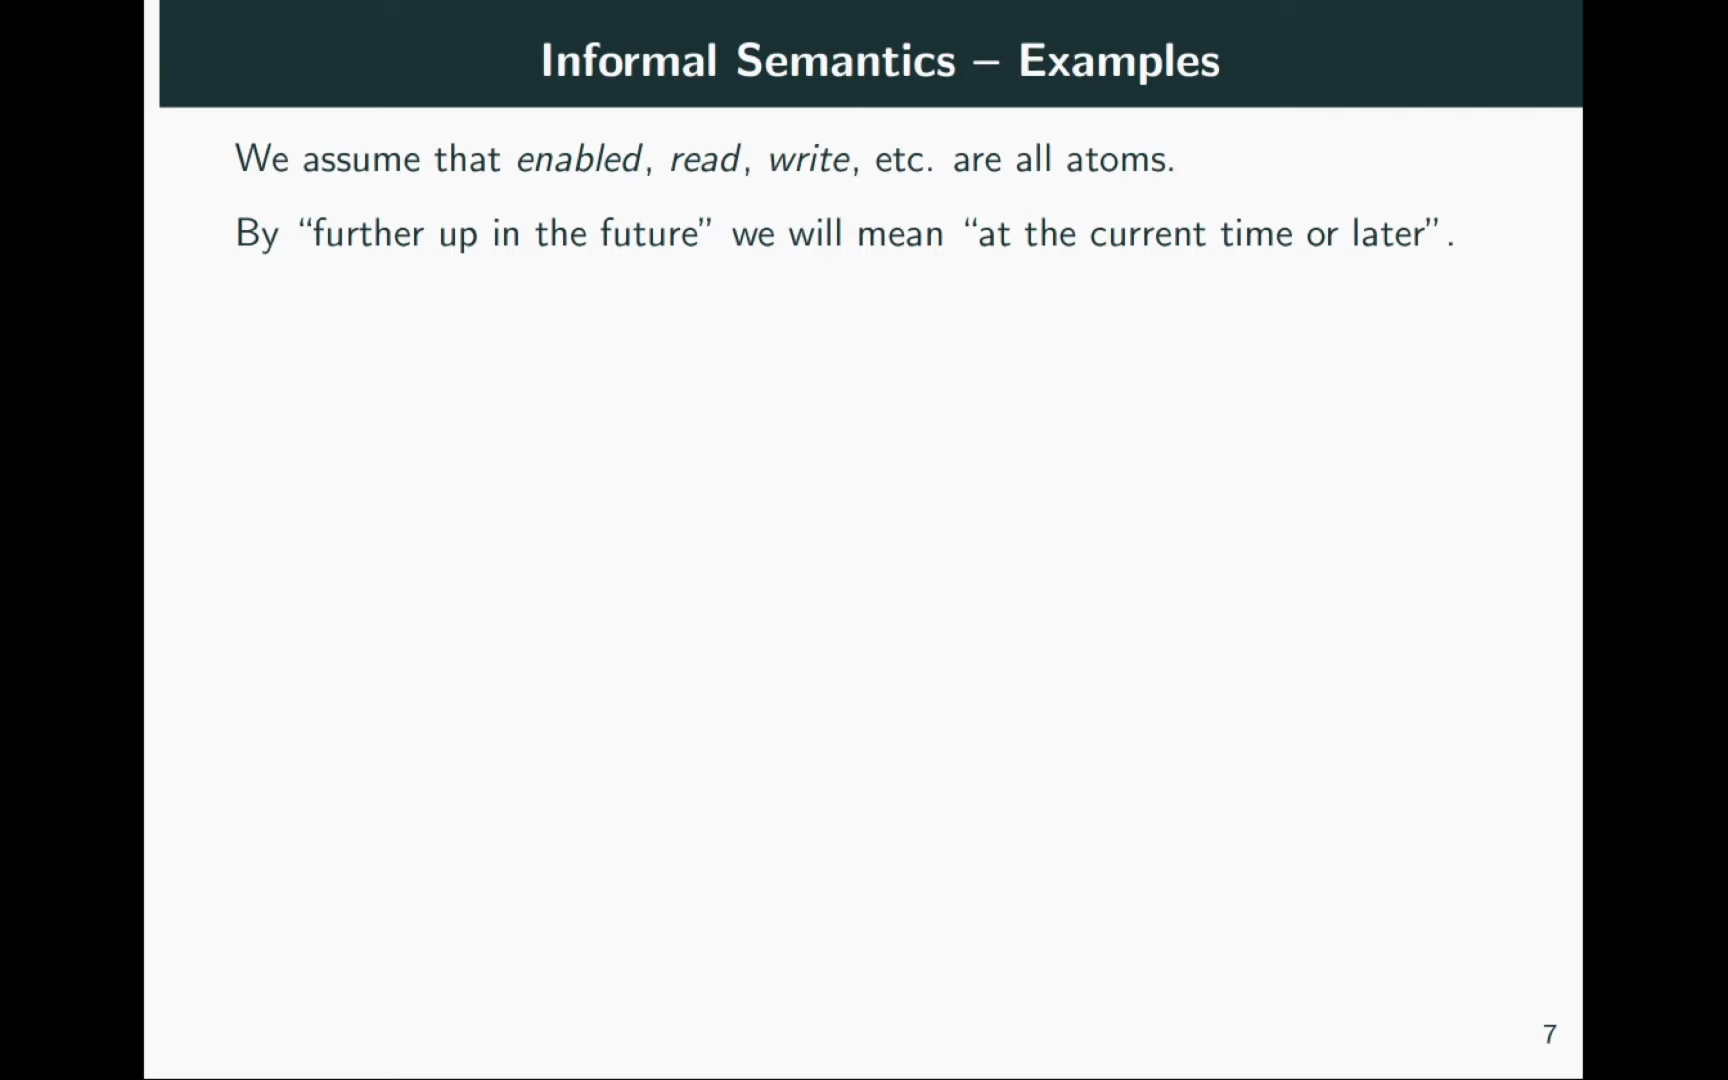 Informal Semantics – Examples
We assume that enabled, read, write, etc. are all atoms.
By “further up in the future” we will mean “at the current time or later”.
7